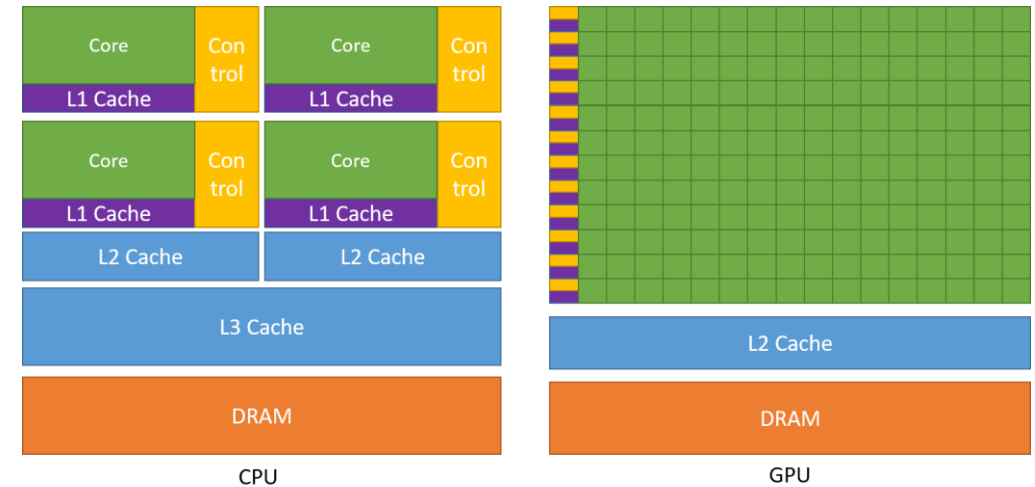 Core
Con
trol
Core
Con
trol
L1 Cache
L1 Cache
Core
Con
trol
Core
Con
trol
L1 Cache
L1 Cache
L2 Cache
L2 Cache
L3 Cache
DRAM
CPU
L2 Cache
DRAM
GPU